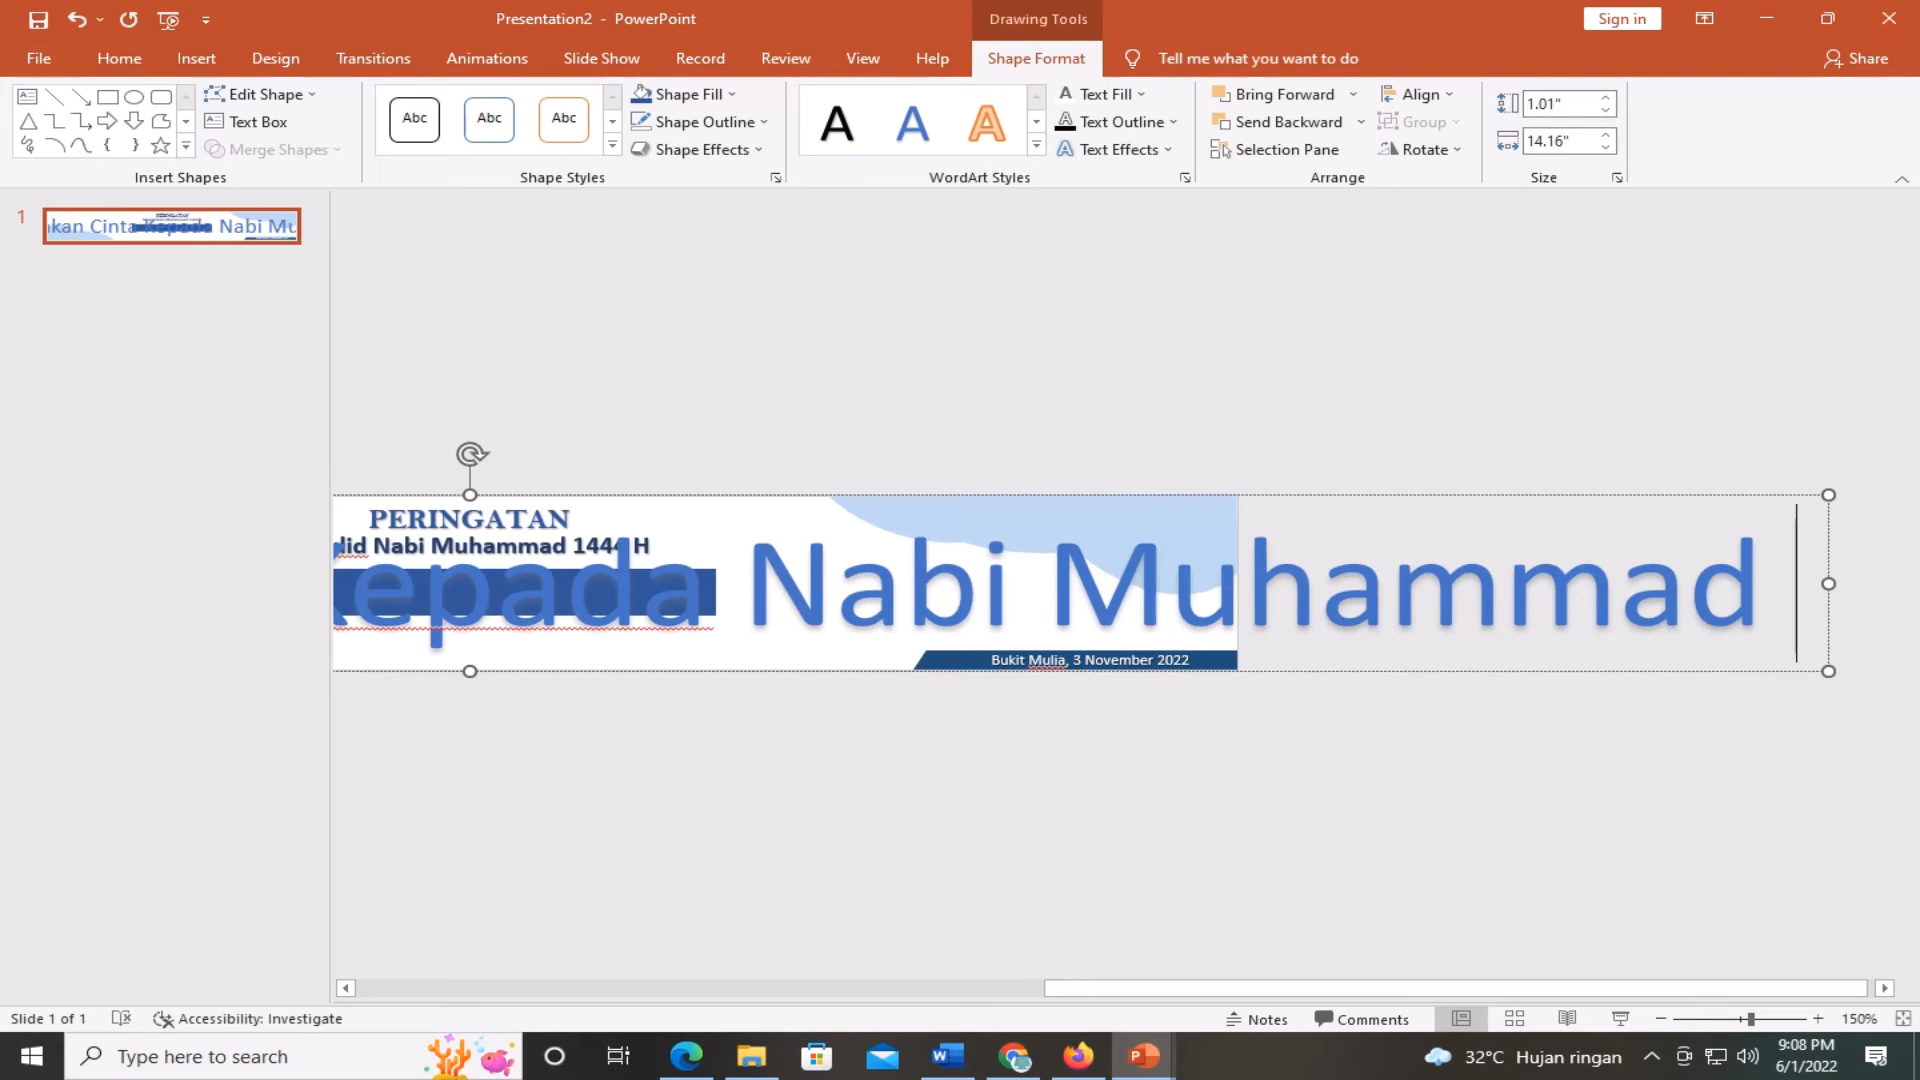 Presentation2 - PowerPoint
Drawing Tools
Sign in
File Home Insert Design Transitions Animations Slide Show Record Review View Help Shape Format Tell me what you want to do Share
Edit Shape
Text Box
Merge Shapes
Insert Shapes
Abc Abc Abc
Shape Fill
Shape Outline
Shape Effects
Shape Styles
A A A
Text Fill
Text Outline
Text Effects
WordArt Styles
Bring Forward
Send Backward
Selection Pane
Align
Group
Rotate
Arrange
1.01"
14.16"
Size
1
akan Cinta Kepada Nabi Mu
PERINGATAN
lid Nabi Muhammad 1444 H
Kepada Nabi Muhammad
Bukit Mulia, 3 November 2022
Slide 1 of 1
Accessibility: Investigate
Notes
Comments
150%
Type here to search
32°C Hujan ringan
9:08 PM
6/1/2022